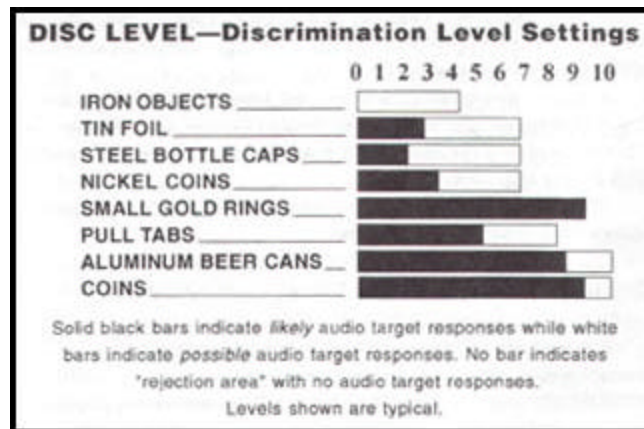 DISC LEVEL—Discrimination Level Settings
0 1 2 3 4 5 6 7 8 9 10
IRON OBJECTS
TIN FOIL
STEEL BOTTLE CAPS
NICKEL COINS
SMALL GOLD RINGS
PULL TABS
ALUMINUM BEER CANS
COINS
Solid black bars indicate likely audio target responses while white
bars indicate possible audio target responses. No bar indicates
"rejection area" with no audio target responses.
Levels shown are typical.